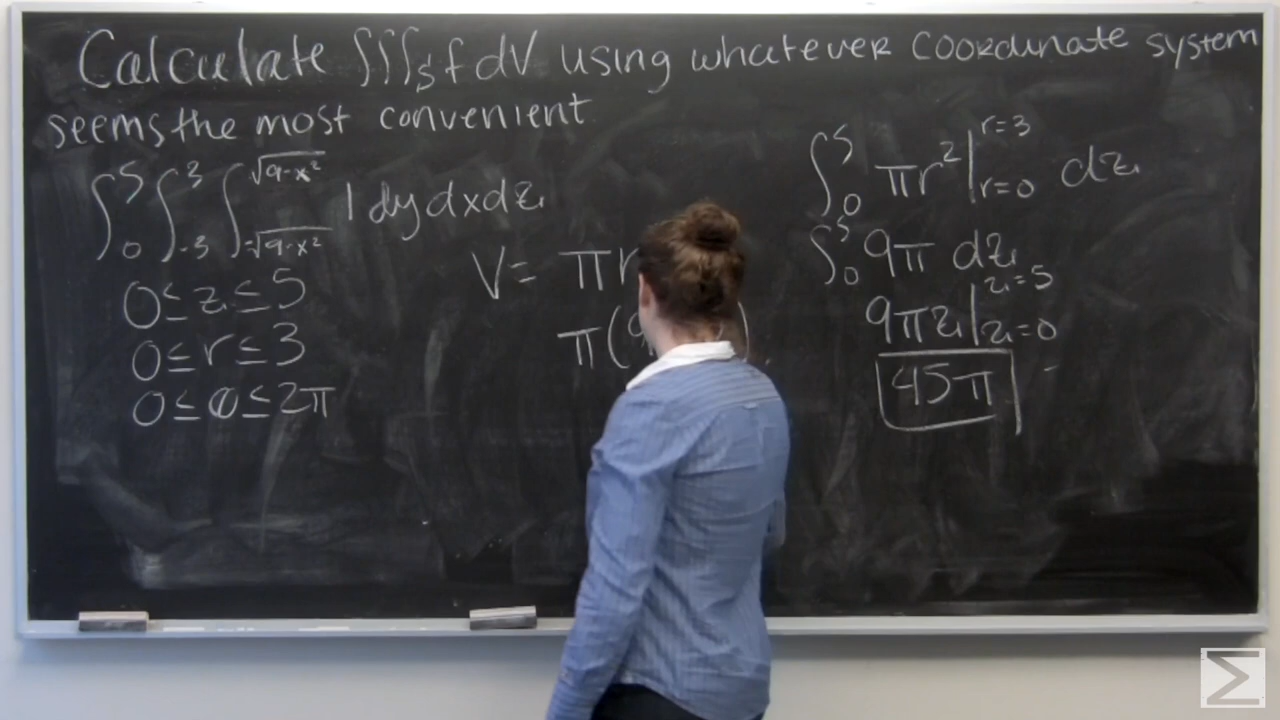 Calculate ∭ₛ f dV using whatever coordinate system
seems the most convenient
∫₀⁵ ∫₋₃³ ∫_{-√(9-x²)}^{√(9-x²)} 1 dy dx dz
0 ≤ z ≤ 5
0 ≤ r ≤ 3
0 ≤ θ ≤ 2π
V = πr
π(9
∫₀⁵ πr² |_{r=0}^{r=3} dz
∫₀⁵ 9π dz
9πz |_{z=0}^{z=5}
45π
Σ